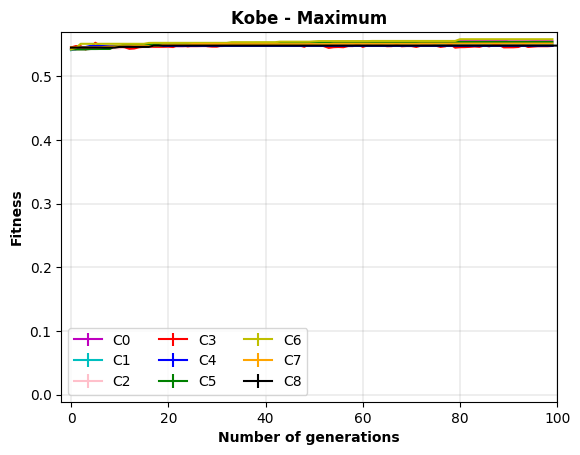 Kobe - Maximum
Fitness
0.5
0.4
0.3
0.2
0.1
0.0
C0 C3 C6
C1 C4 C7
C2 C5 C8
0 20 40 60 80 100
Number of generations